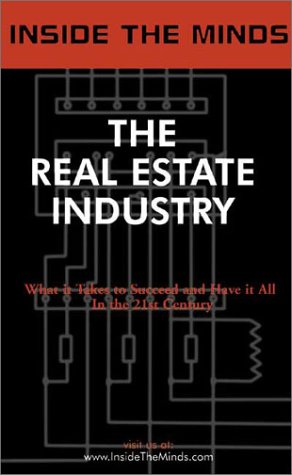 INSIDE THE MINDS
THE
REAL ESTATE
INDUSTRY
What it Takes to Succeed and Have it All
In the 21st Century
visit us at:
www.InsideTheMinds.com